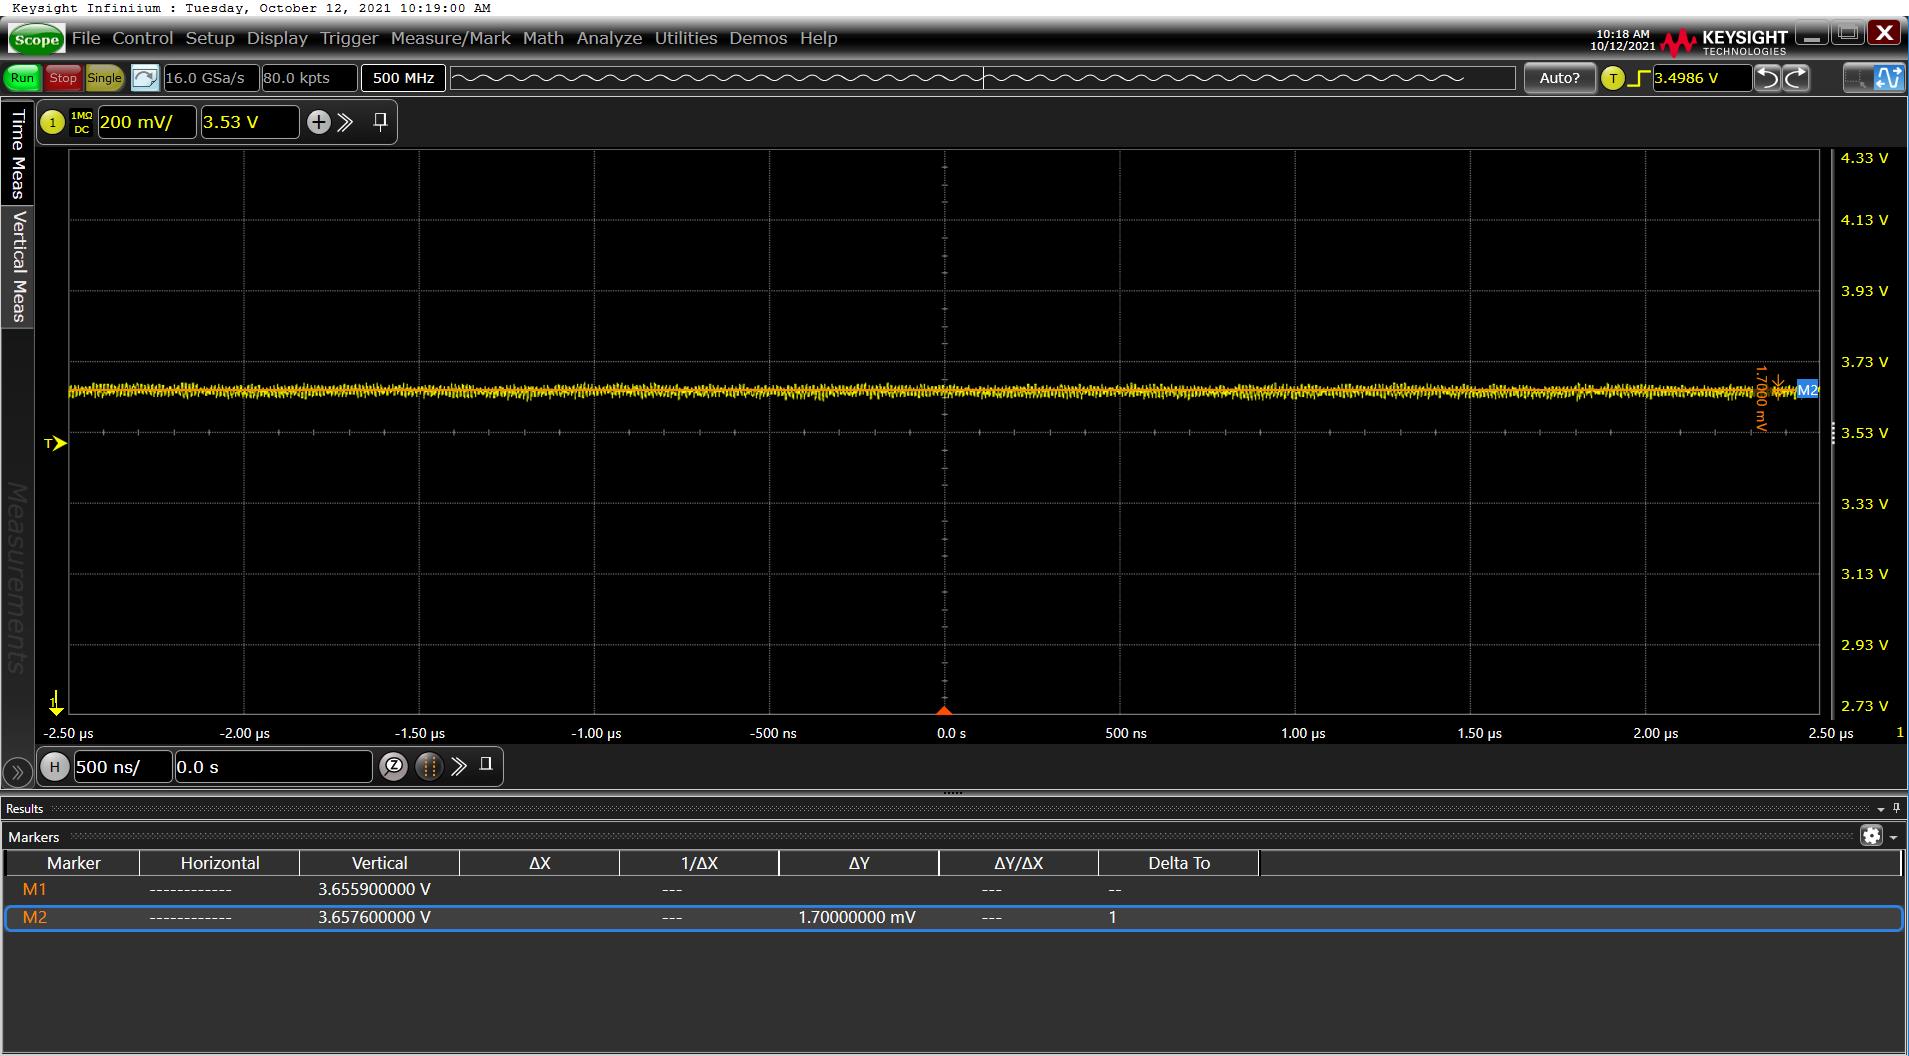 Keysight Infiniium : Tuesday, October 12, 2021 10:19:00 AM
Scope File Control Setup Display Trigger Measure/Mark Math Analyze Utilities Demos Help
10:18 AM
10/12/2021
KEYSIGHT
TECHNOLOGIES
X
Run Stop Single 16.0 GSa/s 80.0 kpts 500 MHz Auto? T 3.4986 V
1 1MΩ DC 200 mV/ 3.53 V +
Time Meas
Vertical Meas
Measurements
4.33 V
4.13 V
3.93 V
3.73 V
1.7000 mV
M2
T
3.53 V
3.33 V
3.13 V
2.93 V
1
2.73 V
-2.50 µs -2.00 µs -1.50 µs -1.00 µs -500 ns 0.0 s 500 ns 1.00 µs 1.50 µs 2.00 µs 2.50 µs 1
H 500 ns/ 0.0 s Z
Results
Markers
Marker Horizontal Vertical ΔX 1/ΔX ΔY ΔY/ΔX Delta To
M1 ------------ 3.655900000 V --- --- --
M2 ------------ 3.657600000 V --- 1.70000000 mV --- 1